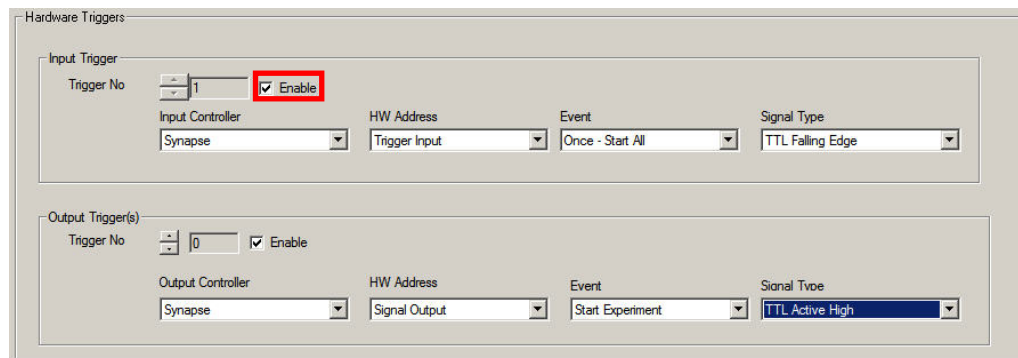 Hardware Triggers
Input Trigger
Trigger No 1 Enable
Input Controller HW Address Event Signal Type
Synapse Trigger Input Once - Start All TTL Falling Edge
Output Trigger(s)
Trigger No 0 Enable
Output Controller HW Address Event Signal Type
Synapse Signal Output Start Experiment TTL Active High